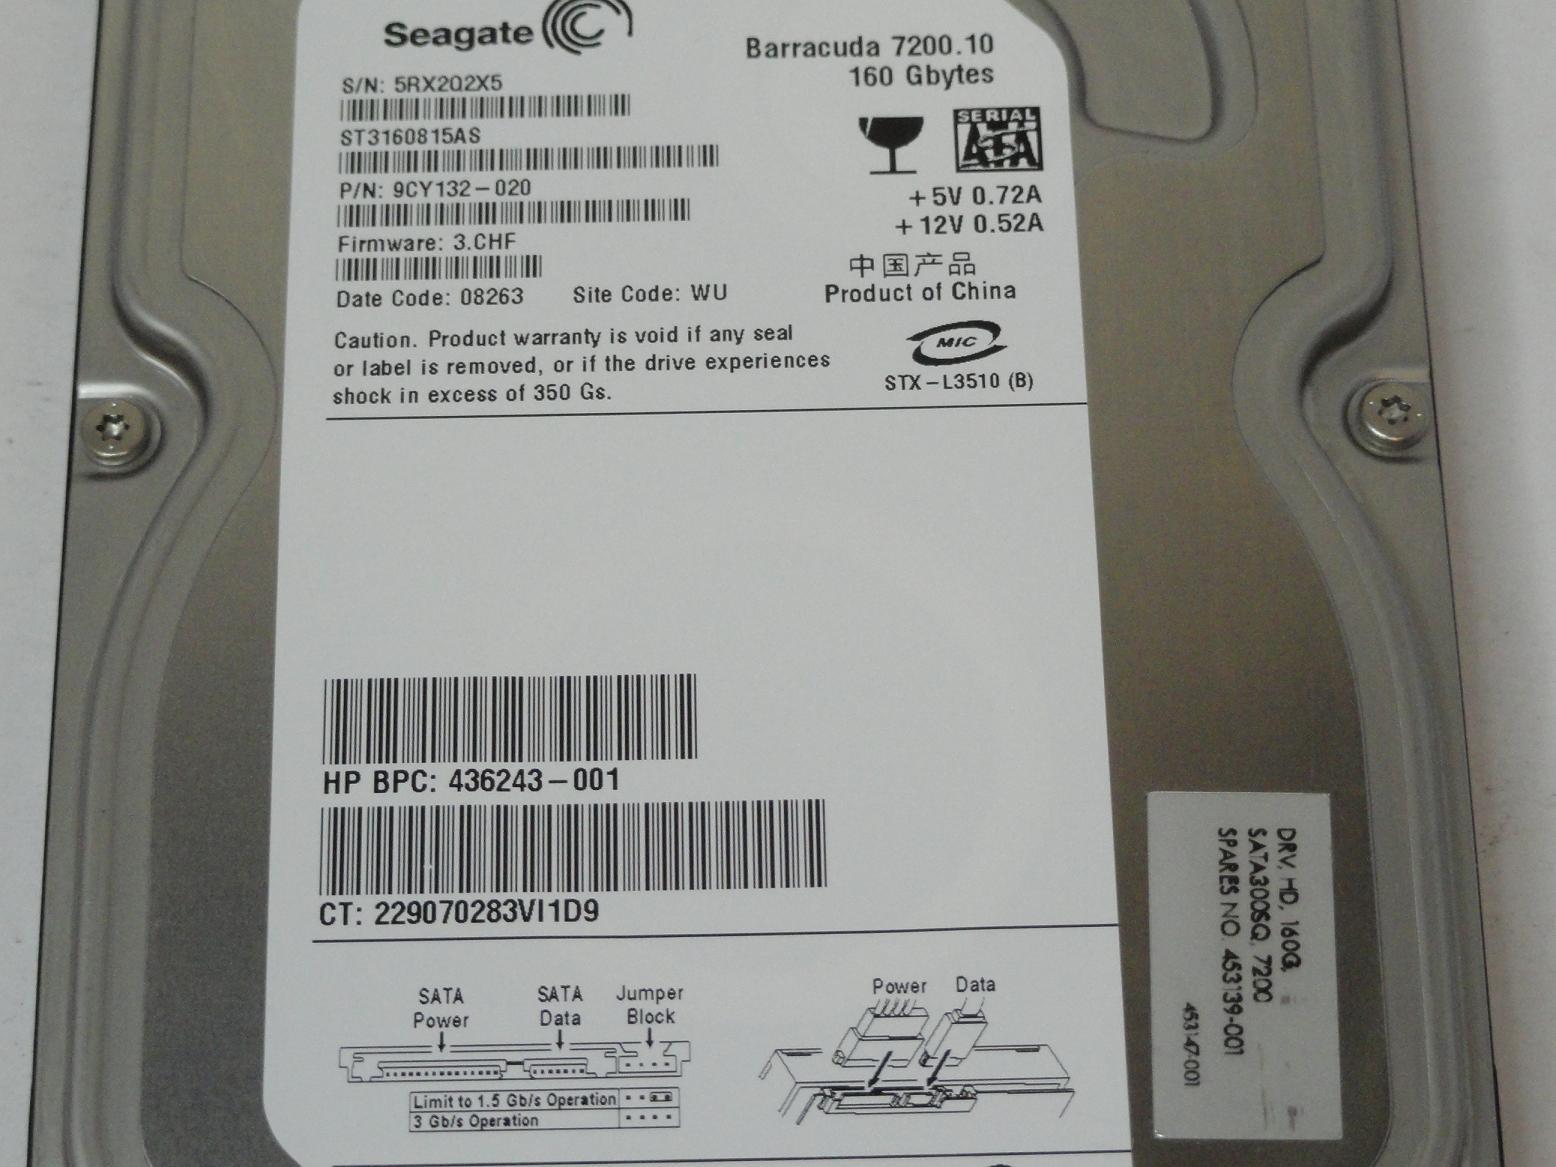 Seagate
Barracuda 7200.10
160 Gbytes
S/N: 5RX2Q2X5
ST3160815AS
P/N: 9CY132-020
Firmware: 3.CHF
Date Code: 08263 Site Code: WU
SERIAL
ATA
+5V 0.72A
+12V 0.52A
中国产品
Product of China
MIC
STX-L3510 (B)
Caution. Product warranty is void if any seal
or label is removed, or if the drive experiences
shock in excess of 350 Gs.
HP BPC: 436243-001
CT: 229070283VI1D9
SATA Power
SATA Data
Jumper Block
Limit to 1.5 Gb/s Operation
3 Gb/s Operation
Power Data
DRV, HD, 160G,
SATA300SQ, 7200
SPARES NO. 453139-001
453147-001